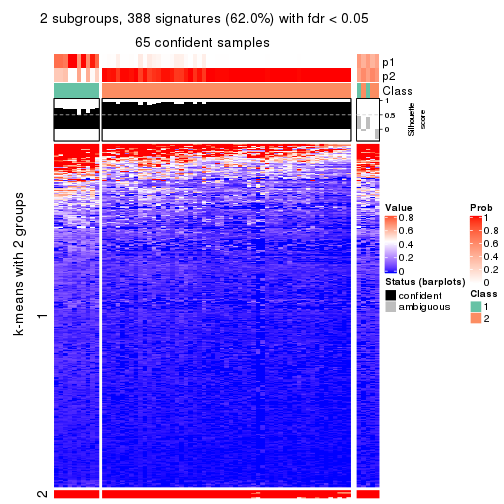 2 subgroups, 388 signatures (62.0%) with fdr < 0.05
65 confident samples
p1
p2
Class
1
0.5
0
Silhouette
score
k-means with 2 groups
1
2
Value
0.8
0.6
0.4
0.2
0
Status (barplots)
confident
ambiguous
Prob
1
0.8
0.6
0.4
0.2
0
Class
1
2